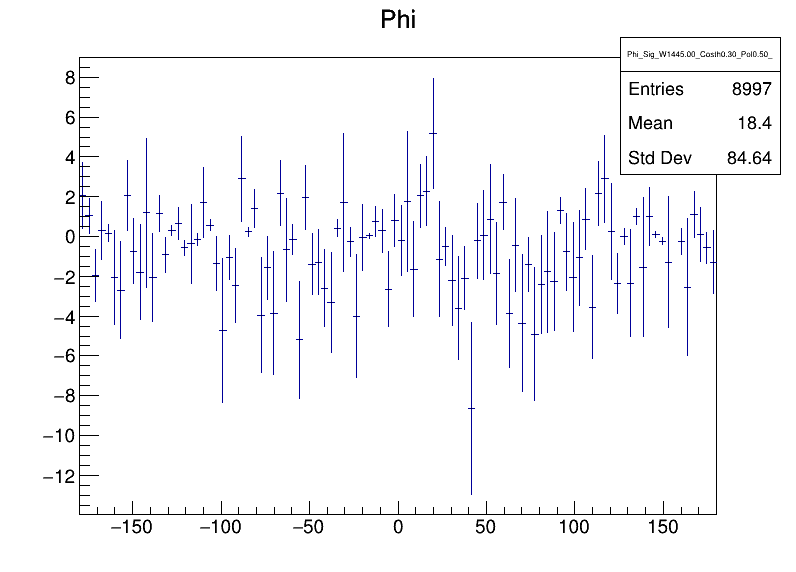 Phi
Phi_Sig_W1445.00_Costh0.30_Pol0.50_
Entries 8997
Mean 18.4
Std Dev 84.64
8
6
4
2
0
−2
−4
−6
−8
−10
−12
−150 −100 −50 0 50 100 150